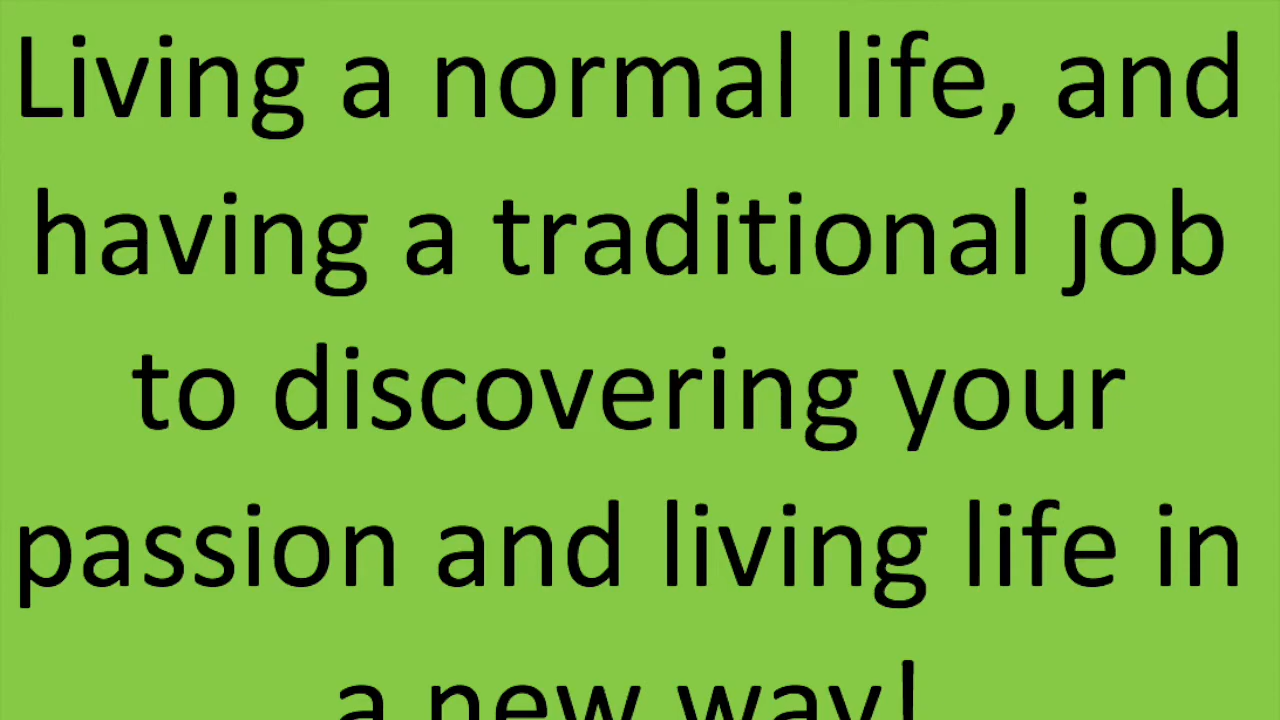 Living a normal life, and
having a traditional job
to discovering your
passion and living life in
a new way!